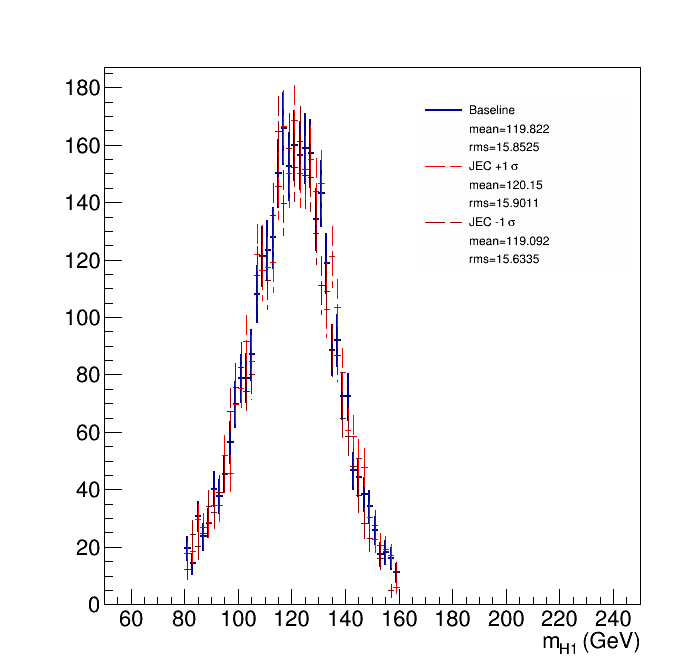 180
160
140
120
100
80
60
40
20
0
Baseline
mean=119.822
rms=15.8525
JEC +1 σ
mean=120.15
rms=15.9011
JEC -1 σ
mean=119.092
rms=15.6335
60 80 100 120 140 160 180 200 220 240
m_H1 (GeV)